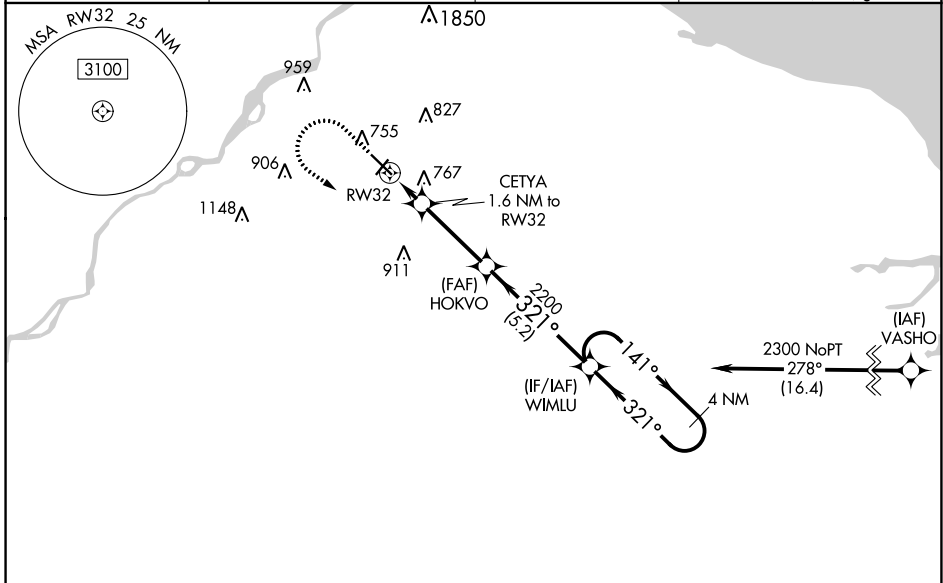 MSA RW32 25 NM
3100
1850
959
827
755
906
767
RW32
CETYA
1.6 NM to
RW32
1148
911
(FAF)
HOKVO
2200
321°
(5.2)
(IAF)
VASHO
2300 NoPT
278°
(16.4)
141°
(IF/IAF)
WIMLU
4 NM
321°